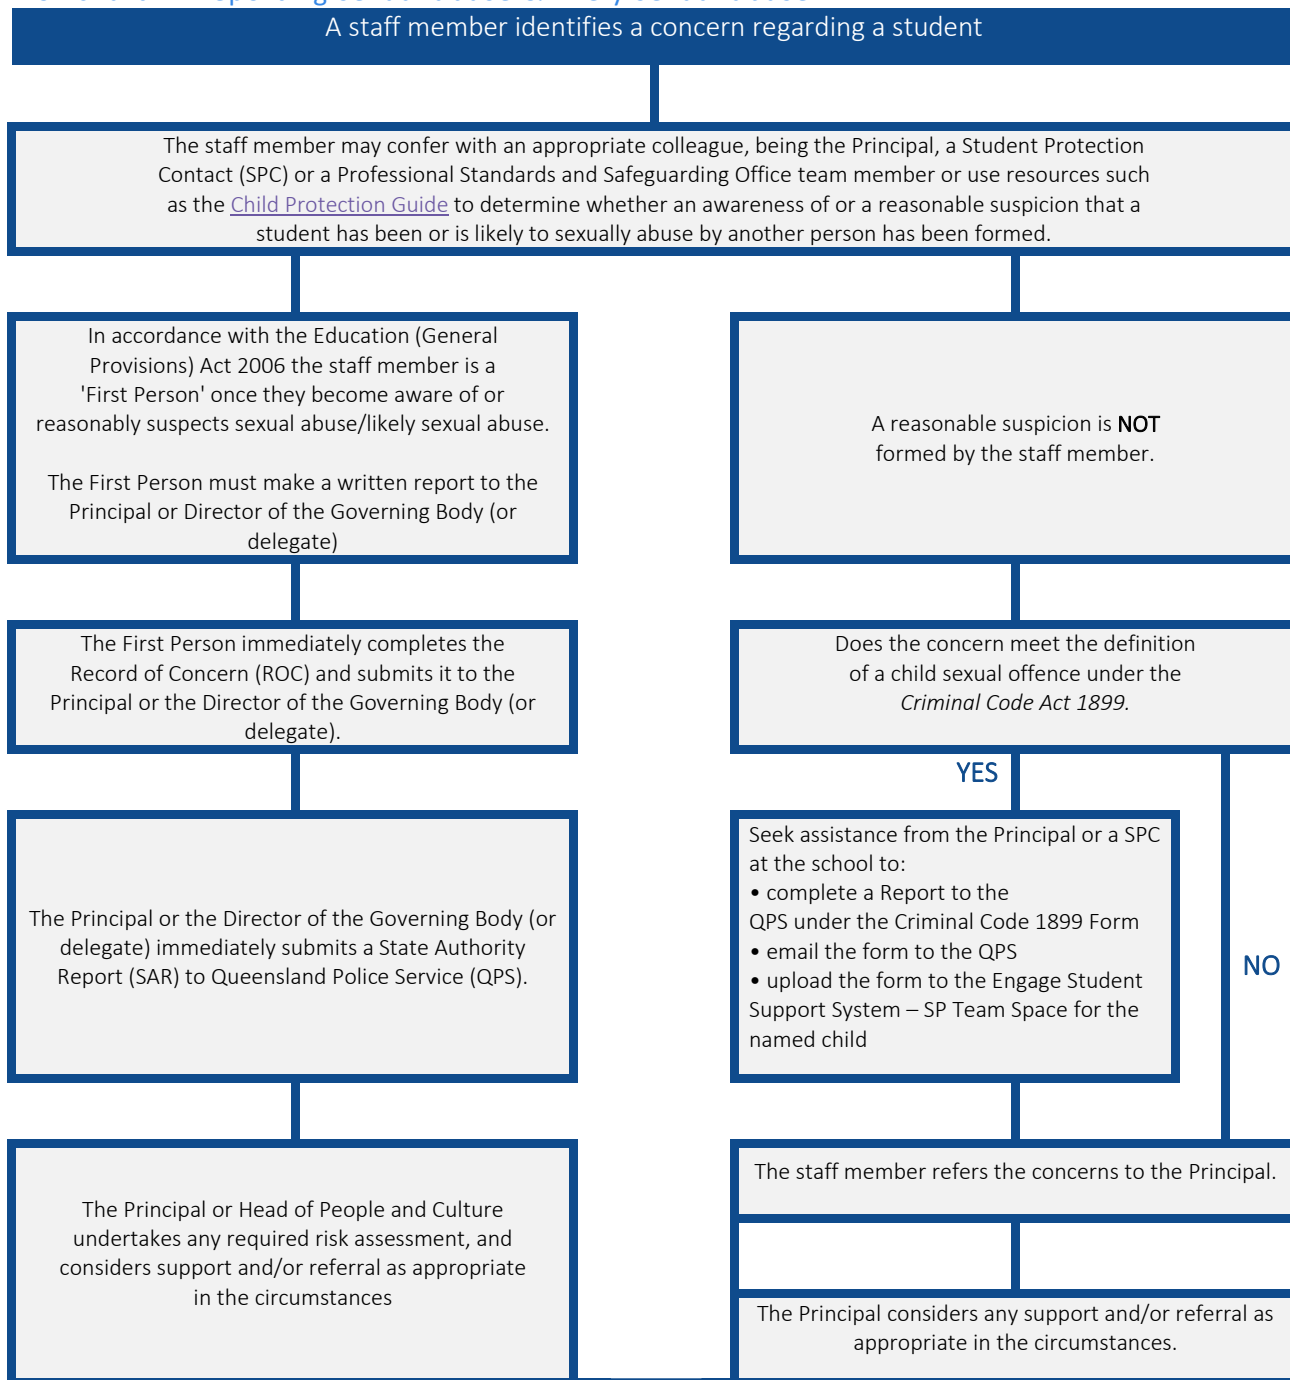 A staff member identifies a concern regarding a student
The staff member may confer with an appropriate colleague, being the Principal, a Student Protection
Contact (SPC) or a Professional Standards and Safeguarding Office team member or use resources such
as the Child Protection Guide to determine whether an awareness of or a reasonable suspicion that a
student has been or is likely to sexually abuse by another person has been formed.
In accordance with the Education (General
Provisions) Act 2006 the staff member is a
'First Person' once they become aware of or
reasonably suspects sexual abuse/likely sexual abuse.
The First Person must make a written report to the
Principal or Director of the Governing Body (or
delegate)
A reasonable suspicion is NOT
formed by the staff member.
The First Person immediately completes the
Record of Concern (ROC) and submits it to the
Principal or the Director of the Governing Body (or
delegate).
Does the concern meet the definition
of a child sexual offence under the
Criminal Code Act 1899.
YES
NO
The Principal or the Director of the Governing Body (or
delegate) immediately submits a State Authority
Report (SAR) to Queensland Police Service (QPS).
Seek assistance from the Principal or a SPC
at the school to:
• complete a Report to the
QPS under the Criminal Code 1899 Form
• email the form to the QPS
• upload the form to the Engage Student
Support System – SP Team Space for the
named child
The Principal or Head of People and Culture
undertakes any required risk assessment, and
considers support and/or referral as appropriate
in the circumstances
The staff member refers the concerns to the Principal.
The Principal considers any support and/or referral as
appropriate in the circumstances.